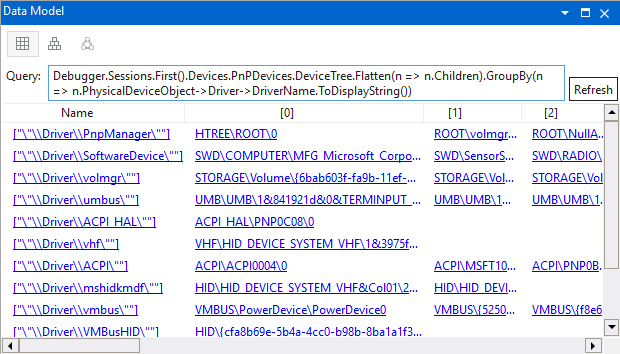 Data Model
Query: Debugger.Sessions.First().Devices.PnPDevices.DeviceTree.Flatten(n => n.Children).GroupBy(n
=> n.PhysicalDeviceObject->Driver->DriverName.ToDisplayString()) Refresh
Name [0] [1] [2]
["\"\\Driver\\PnpManager\""] HTREE\ROOT\0 ROOT\volmgr... ROOT\NullA...
["\"\\Driver\\SoftwareDevice\""] SWD\COMPUTER\MFG_Microsoft_Corpo... SWD\SensorS... SWD\RADIO\
["\"\\Driver\\volmgr\""] STORAGE\Volume\{6bab603f-fa9b-11ef-... STORAGE\Vol... STORAGE\Vol
["\"\\Driver\\umbus\""] UMB\UMB\1&841921d&0&TERMINPUT_... UMB\UMB\1... UMB\UMB\1
["\"\\Driver\\ACPI_HAL\""] ACPI_HAL\PNP0C08\0
["\"\\Driver\\vhf\""] VHF\HID_DEVICE_SYSTEM_VHF\1&3975f...
["\"\\Driver\\ACPI\""] ACPI\ACPI0004\0 ACPI\MSFT10... ACPI\PNP0B...
["\"\\Driver\\mshidkmdf\""] HID\HID_DEVICE_SYSTEM_VHF&Col01\2... HID\HID_DEVI... HID\HID_DEVI
["\"\\Driver\\vmbus\""] VMBUS\PowerDevice\PowerDevice0 VMBUS\{5250... VMBUS\{f8e6
["\"\\Driver\\VMBusHID\""] HID\{cfa8b69e-5b4a-4cc0-b98b-8ba1a1f3...